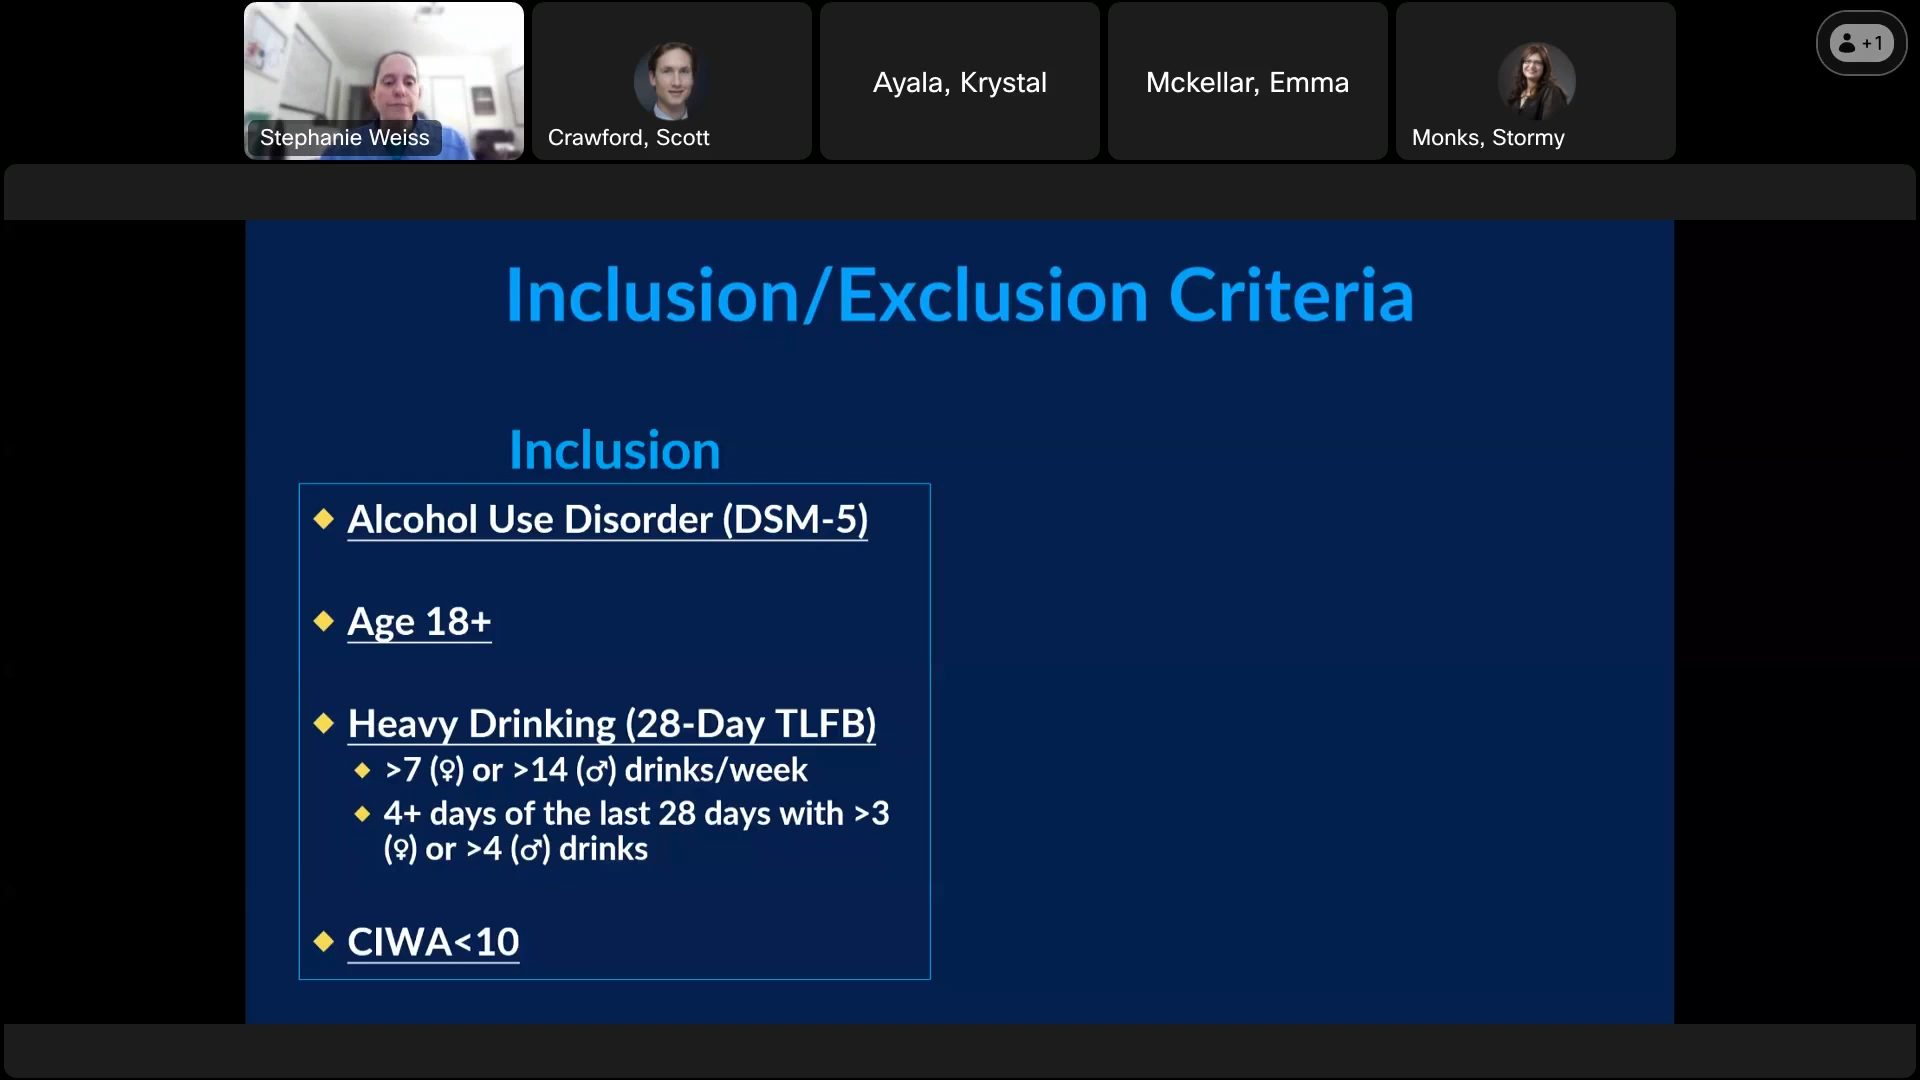 Stephanie Weiss
Crawford, Scott
Ayala, Krystal
Mckellar, Emma
Monks, Stormy
+1
Inclusion/Exclusion Criteria
Inclusion
Alcohol Use Disorder (DSM-5)
Age 18+
Heavy Drinking (28-Day TLFB)
>7 (♀) or >14 (♂) drinks/week
4+ days of the last 28 days with >3
(♀) or >4 (♂) drinks
CIWA<10